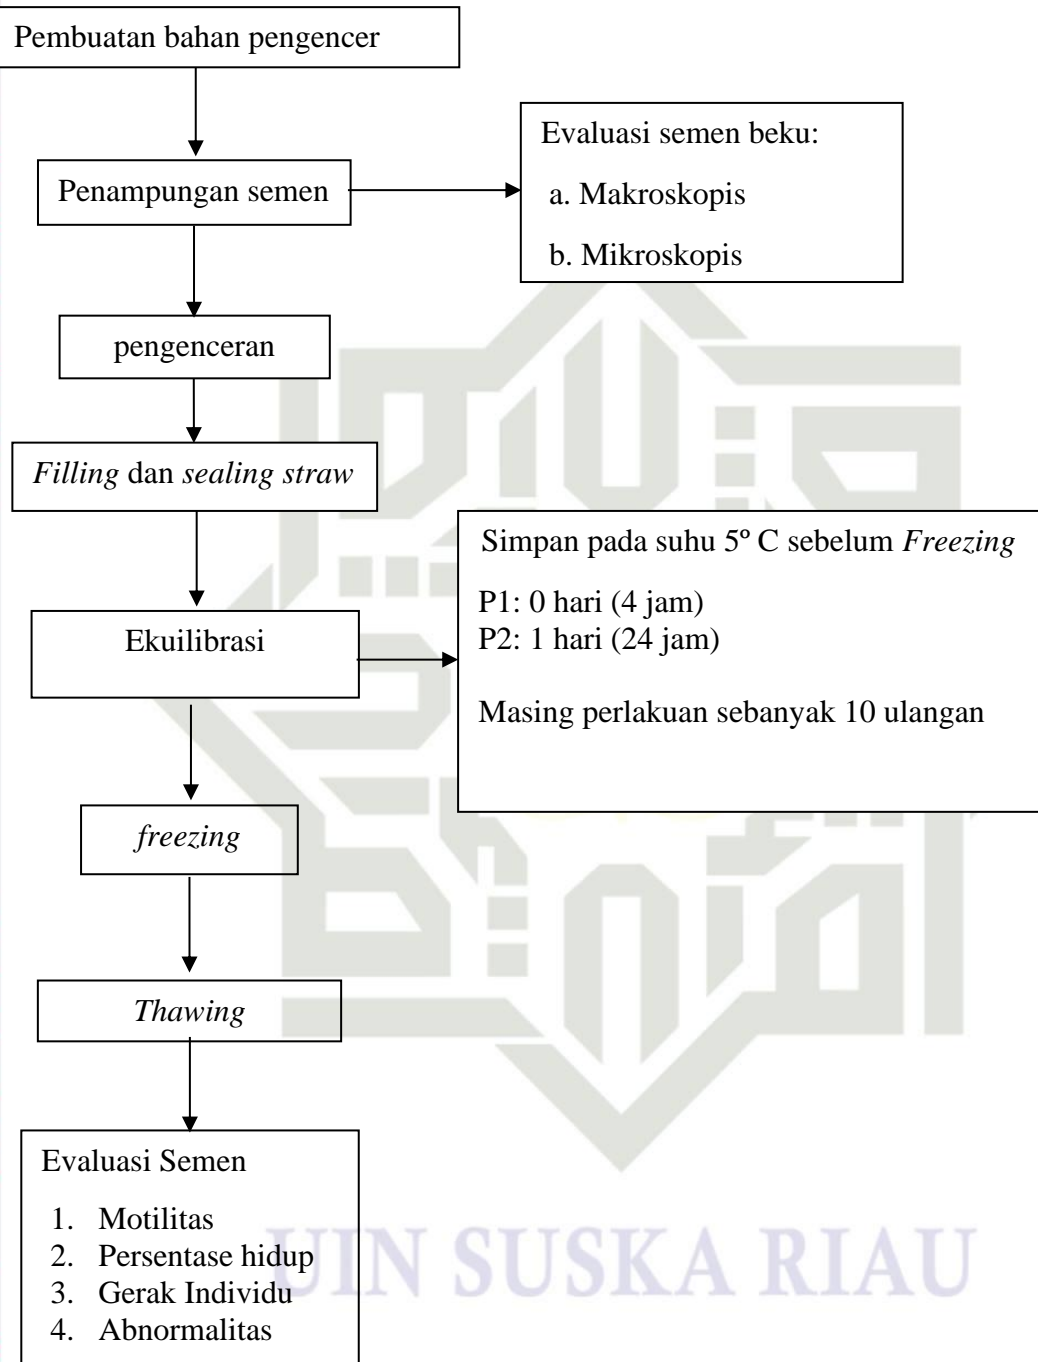 Pembuatan bahan pengencer
Evaluasi semen beku:
a. Makroskopis
b. Mikroskopis
Penampungan semen
pengenceran
Filling dan sealing straw
Simpan pada suhu 5º C sebelum Freezing
P1: 0 hari (4 jam)
P2: 1 hari (24 jam)
Masing perlakuan sebanyak 10 ulangan
Ekuilibrasi
freezing
Thawing
Evaluasi Semen
1. Motilitas
2. Persentase hidup
3. Gerak Individu
4. Abnormalitas
UIN SUSKA RIAU